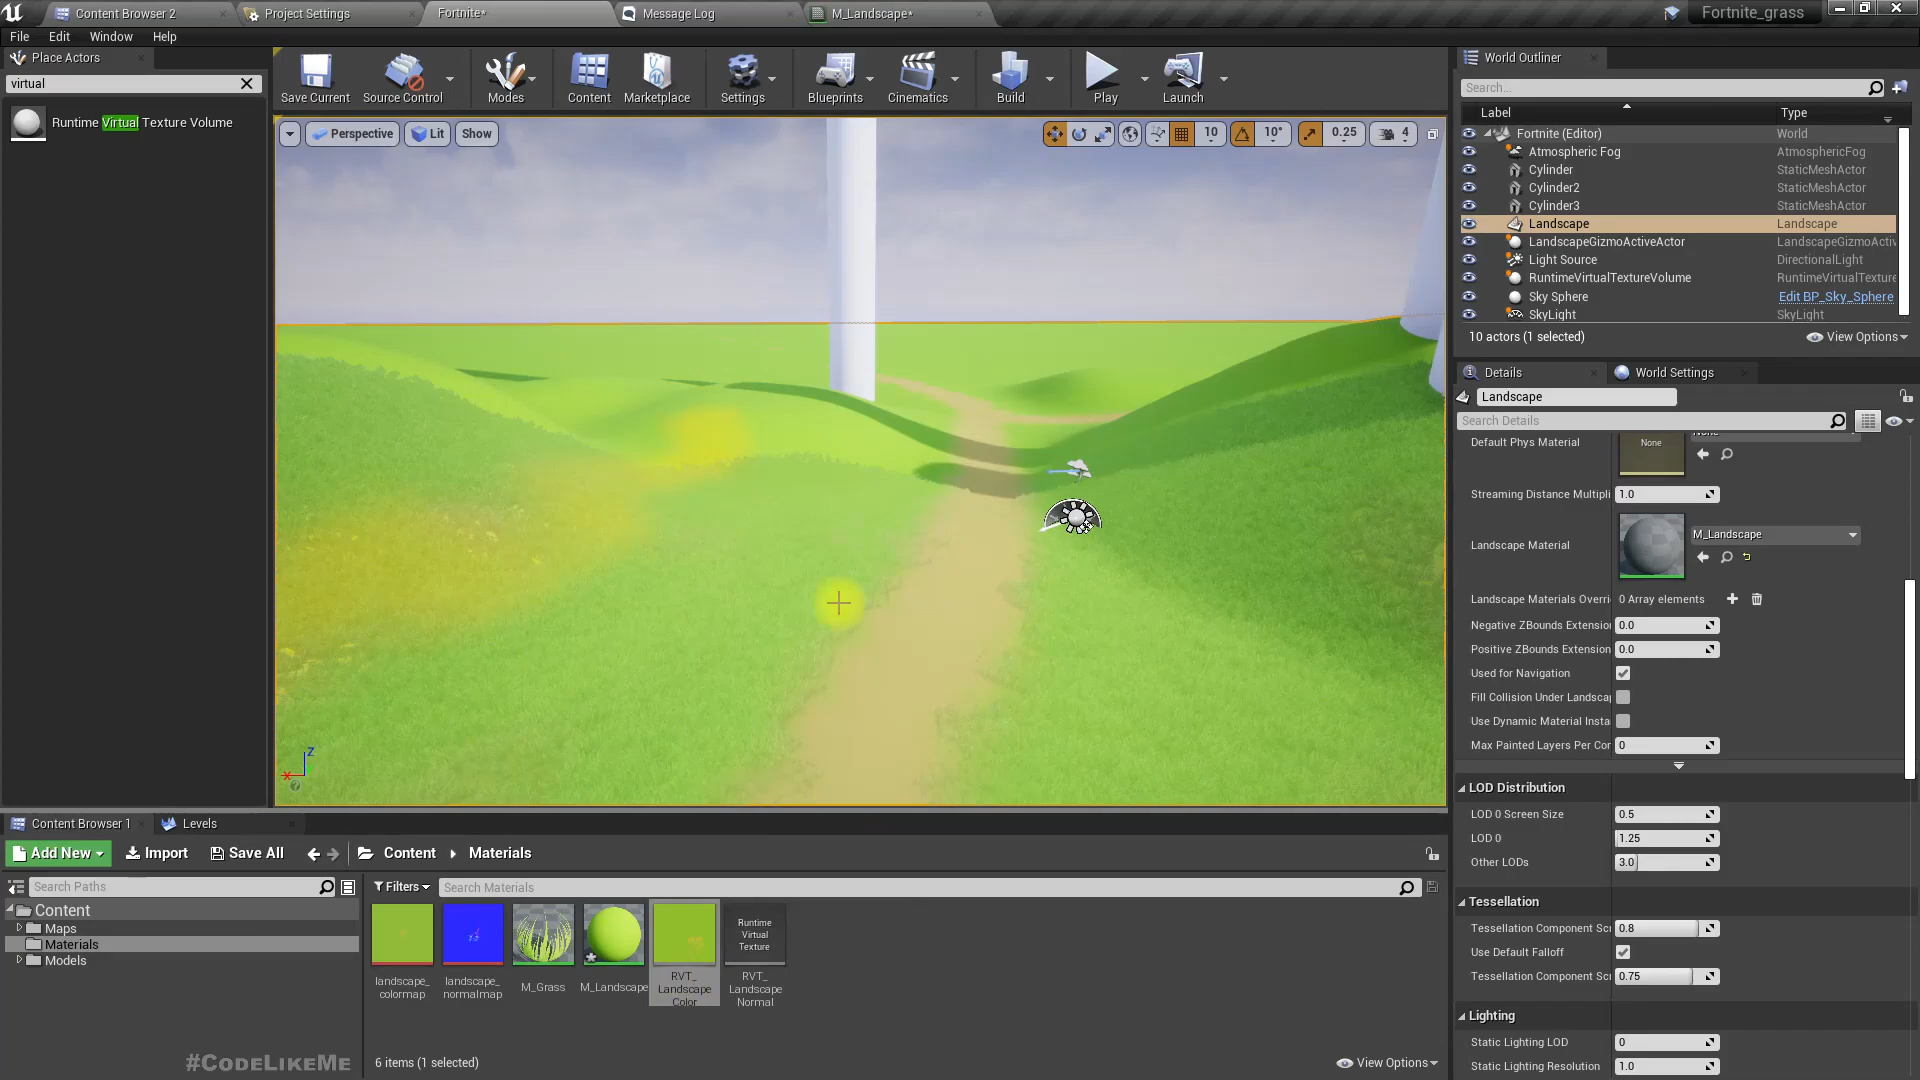 Content Browser 2
Project Settings
Fortnite*
Message Log
M_Landscape*
Fortnite_grass
File Edit Window Help
Place Actors
virtual
Runtime Virtual Texture Volume
Save Current
Source Control
Modes
Content
Marketplace
Settings
Blueprints
Cinematics
Build
Play
Launch
Perspective
Lit
Show
10
10°
0.25
4
Z
X
World Outliner
Search...
Label
Type
Fortnite (Editor) World
Atmospheric Fog AtmosphericFog
Cylinder StaticMeshActor
Cylinder2 StaticMeshActor
Cylinder3 StaticMeshActor
Landscape Landscape
LandscapeGizmoActiveActor LandscapeGizmoActiv
Light Source DirectionalLight
RuntimeVirtualTextureVolume RuntimeVirtualTexture
Sky Sphere Edit BP_Sky_Sphere
SkyLight SkyLight
10 actors (1 selected)
View Options
Details
World Settings
Landscape
Search Details
Default Phys Material
None
Streaming Distance Multipli 1.0
Landscape Material
M_Landscape
Landscape Materials Overri 0 Array elements
Negative ZBounds Extension 0.0
Positive ZBounds Extension 0.0
Used for Navigation
Fill Collision Under Landscap
Use Dynamic Material Insta
Max Painted Layers Per Cor 0
LOD Distribution
LOD 0 Screen Size 0.5
LOD 0 1.25
Other LODs 3.0
Tessellation
Tessellation Component Scr 0.8
Use Default Falloff
Tessellation Component Scr 0.75
Lighting
Static Lighting LOD 0
Static Lighting Resolution 1.0
Content Browser 1
Levels
Add New
Import
Save All
Content
Materials
Search Paths
Filters
Search Materials
Content
Maps
Materials
Models
Runtime
Virtual
Texture
landscape_
colormap
landscape_
normalmap
M_Grass
M_Landscape
RVT_
Landscape
Color
RVT_
Landscape
Normal
6 items (1 selected)
View Options
#CodeLikeMe